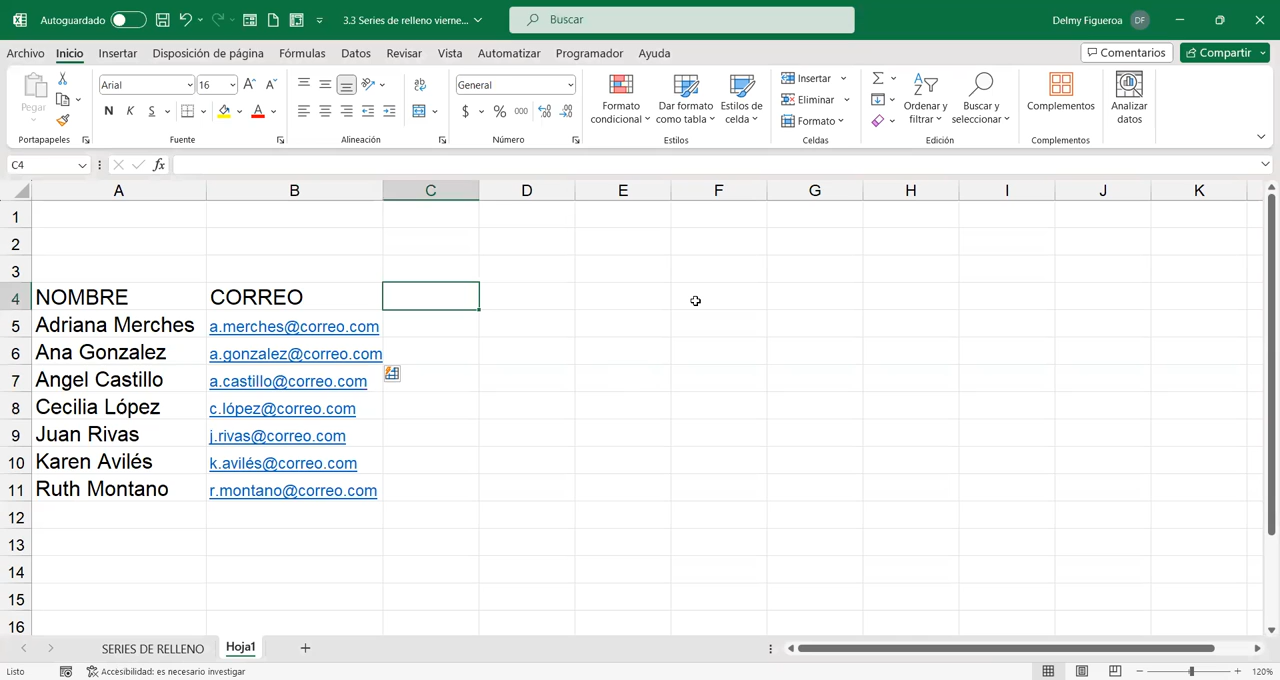 Autoguardado
3.3 Series de relleno vierne...
Buscar
Delmy Figueroa DF
Archivo Inicio Insertar Disposición de página Fórmulas Datos Revisar Vista Automatizar Programador Ayuda
Comentarios Compartir
Pegar
Portapapeles
Arial 16
N K S
Fuente
Alineación
General
$ % 000
Número
Formato condicional
Dar formato como tabla
Estilos de celda
Estilos
Insertar
Eliminar
Formato
Celdas
Ordenar y filtrar
Buscar y seleccionar
Edición
Complementos
Complementos
Analizar datos
C4 fx
A B C D E F G H I J K
1
2
3
4 NOMBRE CORREO
5 Adriana Merches a.merches@correo.com
6 Ana Gonzalez a.gonzalez@correo.com
7 Angel Castillo a.castillo@correo.com
8 Cecilia López c.lópez@correo.com
9 Juan Rivas j.rivas@correo.com
10 Karen Avilés k.avilés@correo.com
11 Ruth Montano r.montano@correo.com
12
13
14
15
16
SERIES DE RELLENO Hoja1
Listo Accesibilidad: es necesario investigar 120%